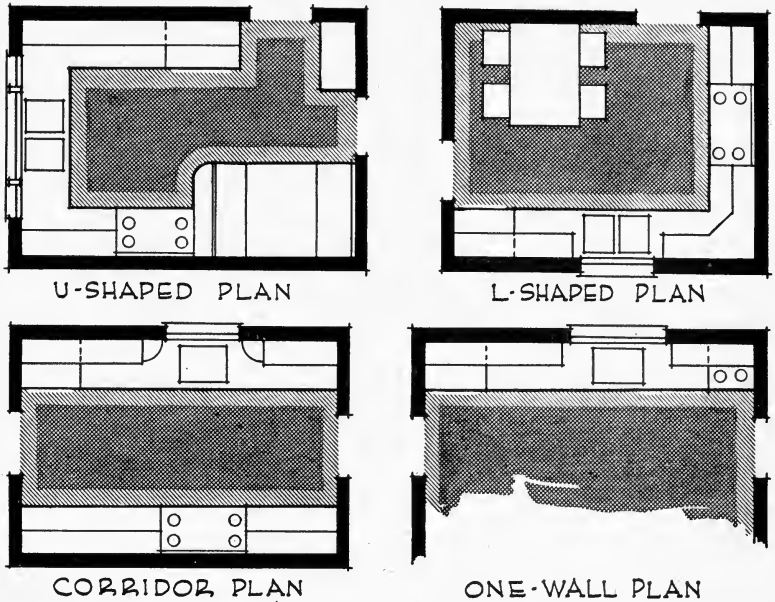 U-SHAPED PLAN
L-SHAPED PLAN
CORRIDOR PLAN
ONE-WALL PLAN